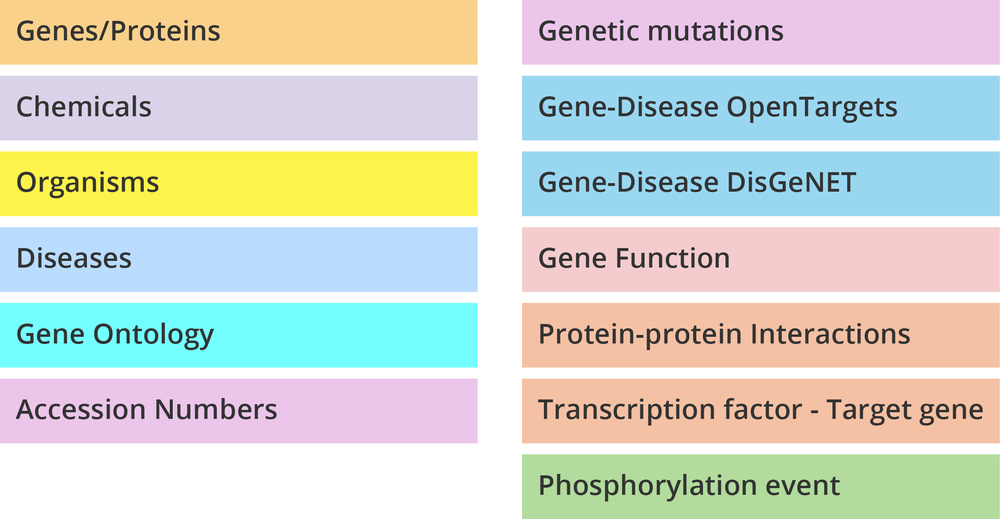 Genes/Proteins
Chemicals
Organisms
Diseases
Gene Ontology
Accession Numbers
Genetic mutations
Gene-Disease OpenTargets
Gene-Disease DisGeNET
Gene Function
Protein-protein Interactions
Transcription factor - Target gene
Phosphorylation event